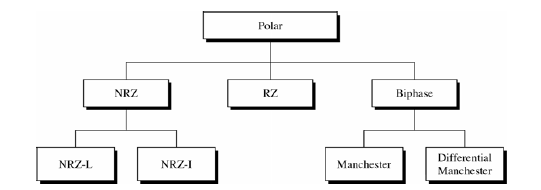 Polar
NRZ
RZ
Biphase
NRZ-L
NRZ-I
Manchester
Differential
Manchester